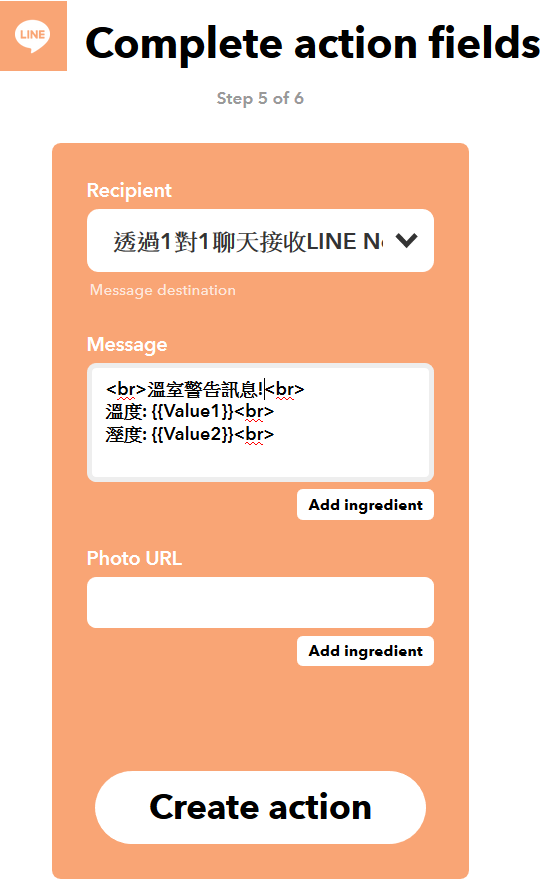 LINE
Complete action fields
Step 5 of 6
Recipient
透過1對1聊天接收LINE No
Message destination
Message
<br>溫室警告訊息!<br>
溫度: {{Value1}}<br>
溼度: {{Value2}}<br>
Add ingredient
Photo URL
Add ingredient
Create action